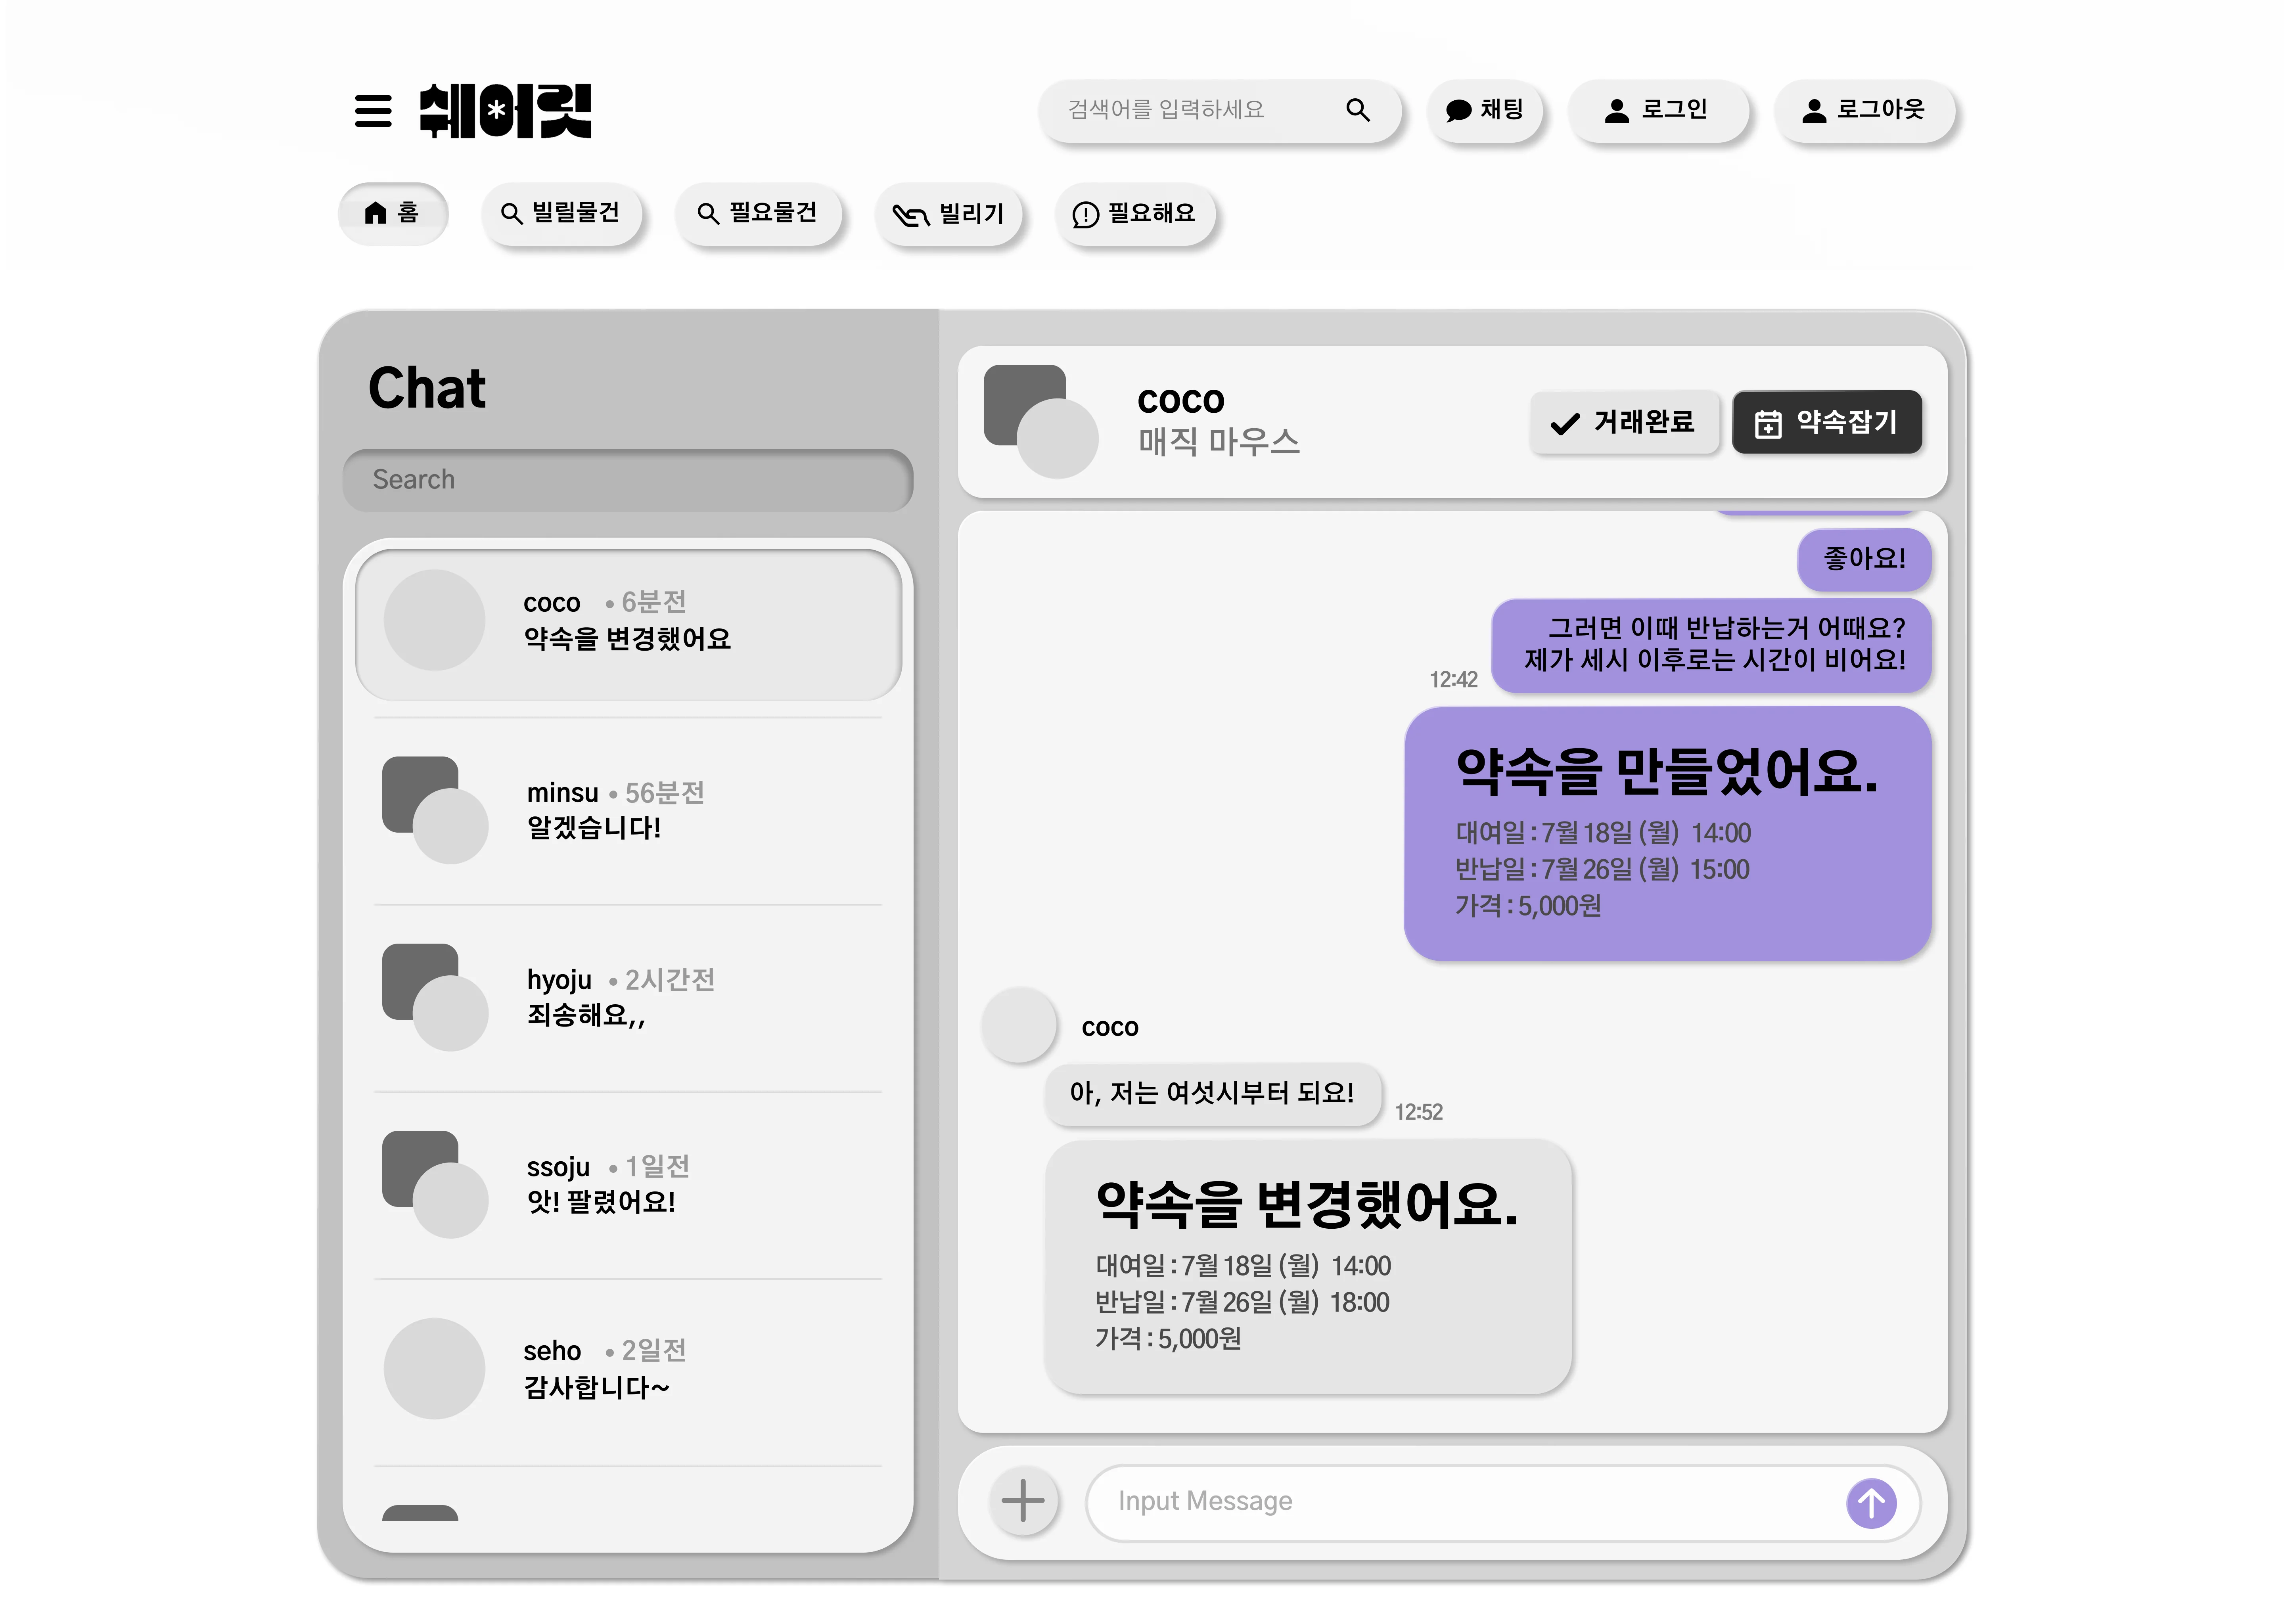 쉐어릿
검색어를 입력하세요
채팅
로그인
로그아웃
홈
빌릴물건
필요물건
빌리기
필요해요
Chat
Search
coco • 6분전
약속을 변경했어요
minsu • 56분전
알겠습니다!
hyoju • 2시간전
죄송해요,,
ssoju • 1일전
앗! 팔렸어요!
seho • 2일전
감사합니다~
coco
매직 마우스
거래완료
약속잡기
좋아요!
그러면 이때 반납하는거 어때요?
제가 세시 이후로는 시간이 비어요!
12:42
약속을 만들었어요.
대여일 : 7월 18일 (월) 14:00
반납일 : 7월 26일 (월) 15:00
가격 : 5,000원
coco
아, 저는 여섯시부터 되요!
12:52
약속을 변경했어요.
대여일 : 7월 18일 (월) 14:00
반납일 : 7월 26일 (월) 18:00
가격 : 5,000원
Input Message